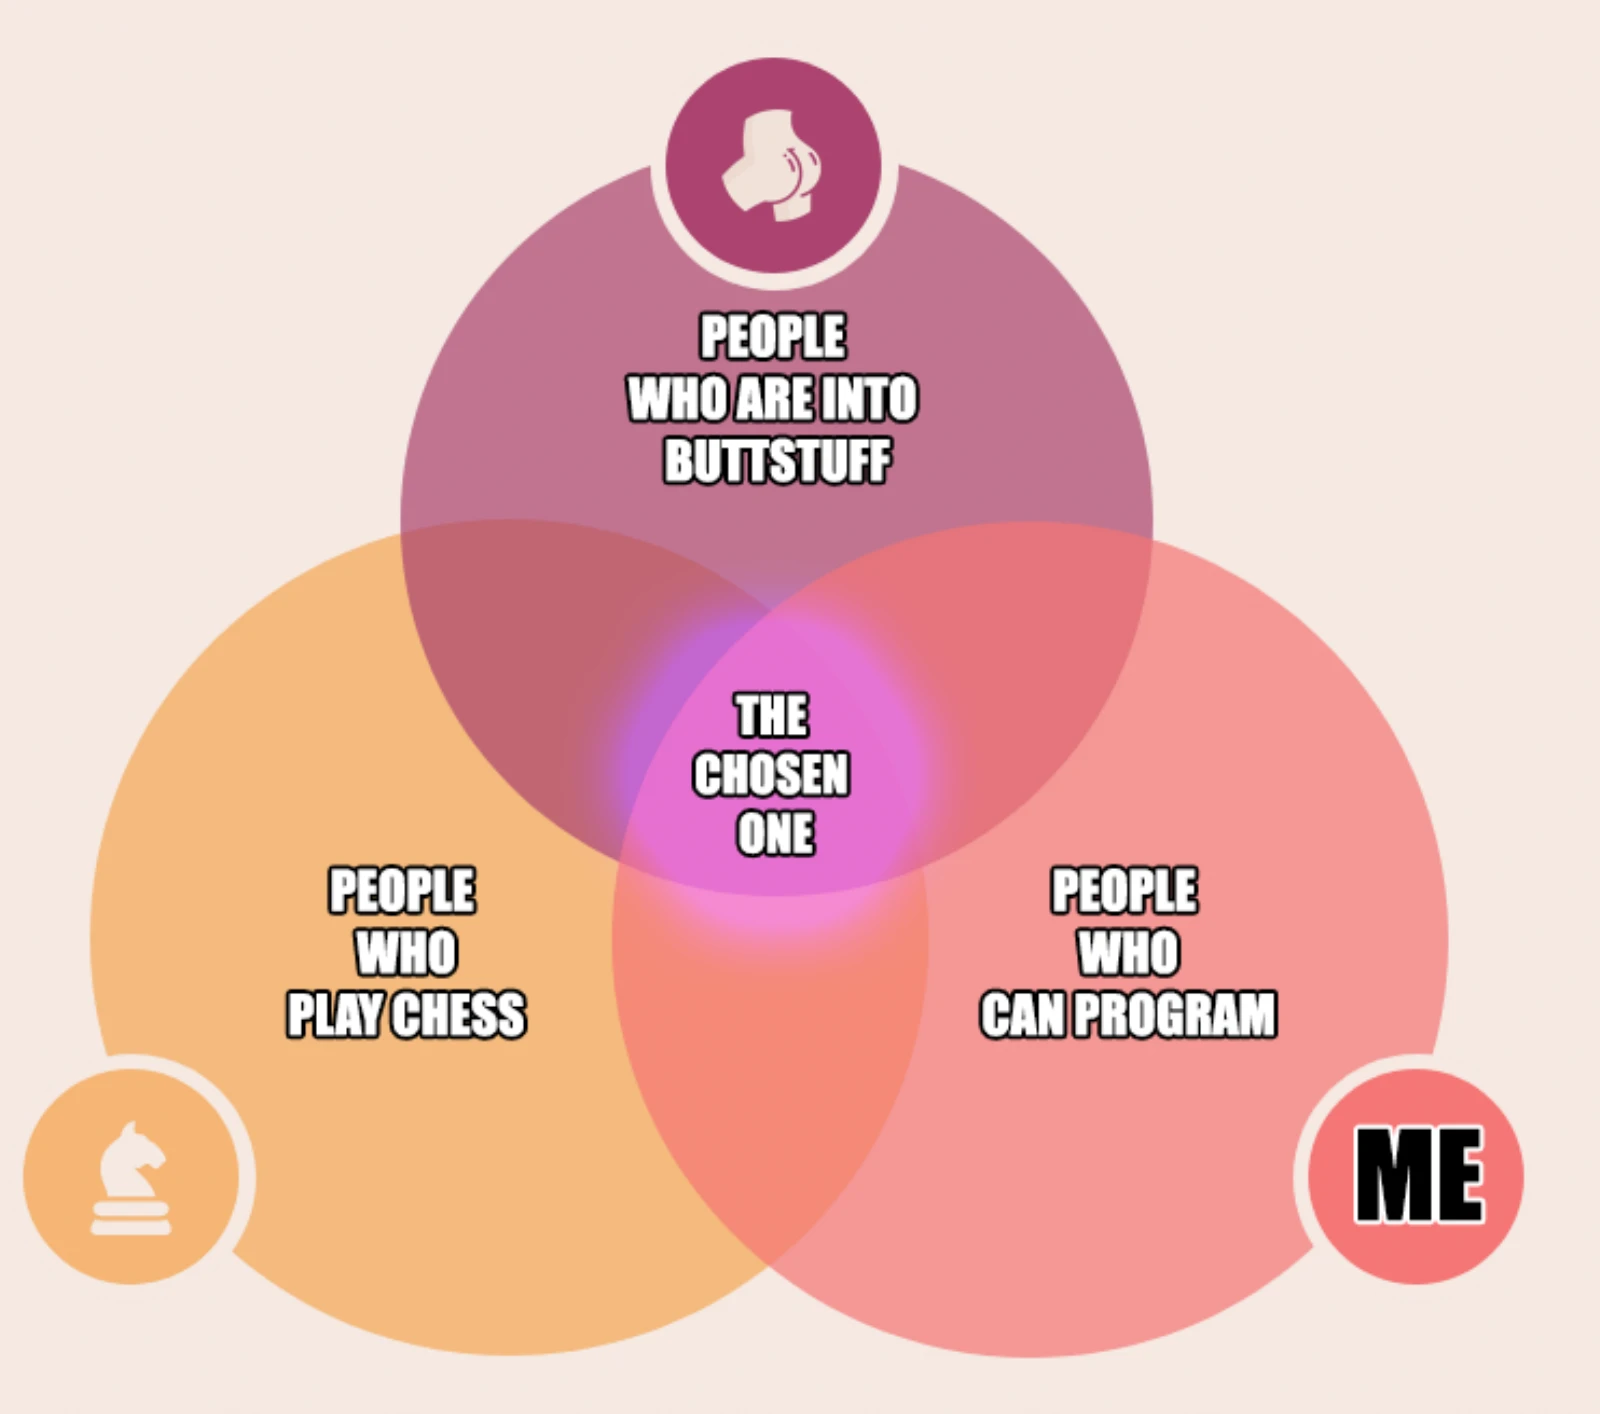 PEOPLE
WHO ARE INTO
BUTTSTUFF
THE
CHOSEN
ONE
PEOPLE
WHO
PLAY CHESS
PEOPLE
WHO
CAN PROGRAM
ME